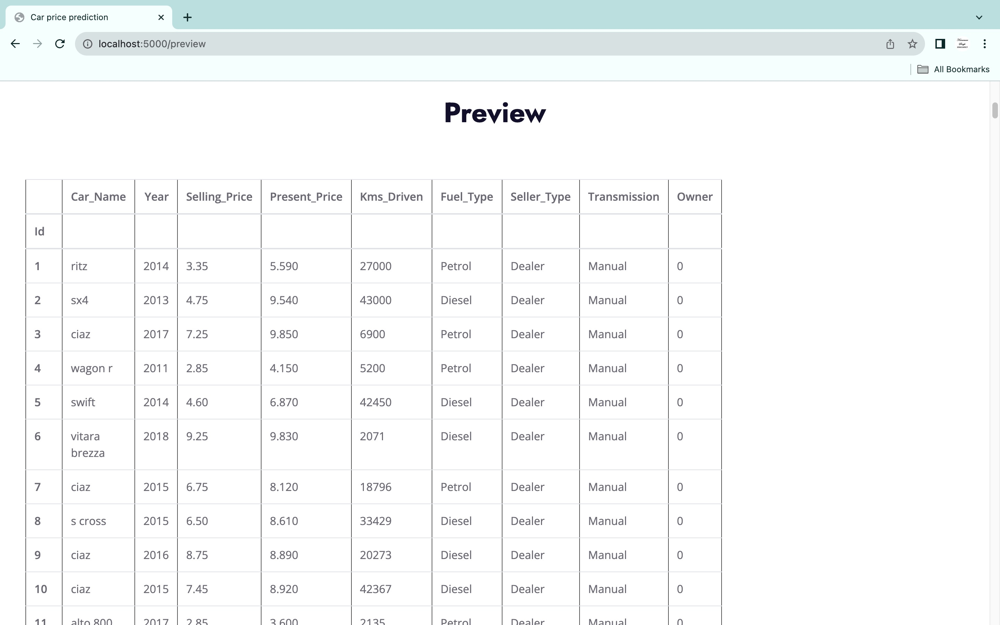 Car price prediction
localhost:5000/preview
All Bookmarks
Preview
Car_Name Year Selling_Price Present_Price Kms_Driven Fuel_Type Seller_Type Transmission Owner
Id
1 ritz 2014 3.35 5.590 27000 Petrol Dealer Manual 0
2 sx4 2013 4.75 9.540 43000 Diesel Dealer Manual 0
3 ciaz 2017 7.25 9.850 6900 Petrol Dealer Manual 0
4 wagon r 2011 2.85 4.150 5200 Petrol Dealer Manual 0
5 swift 2014 4.60 6.870 42450 Diesel Dealer Manual 0
6 vitara 2018 9.25 9.830 2071 Diesel Dealer Manual 0
brezza
7 ciaz 2015 6.75 8.120 18796 Petrol Dealer Manual 0
8 s cross 2015 6.50 8.610 33429 Diesel Dealer Manual 0
9 ciaz 2016 8.75 8.890 20273 Diesel Dealer Manual 0
10 ciaz 2015 7.45 8.920 42367 Diesel Dealer Manual 0
11 alto 800 2017 2.85 3.600 2135 Petrol Dealer Manual 0